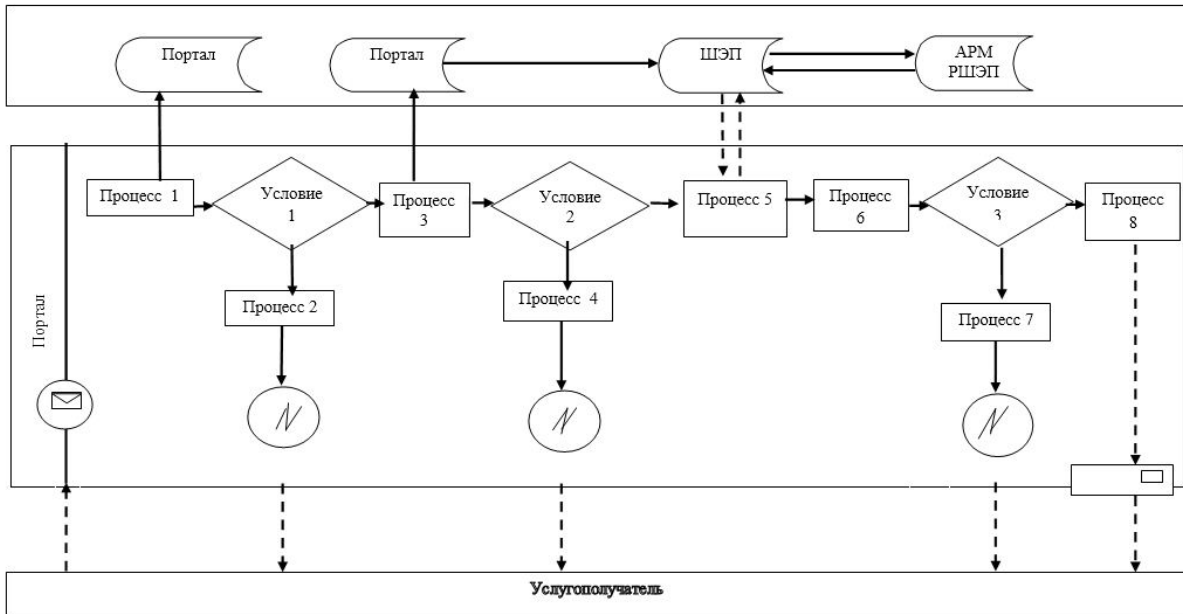 Портал
Портал
ШЭП
АРМ
РШЭП
Процесс 1
Условие
1
Процесс
3
Условие
2
Процесс 5
Процесс
6
Условие
3
Процесс
8
Процесс 2
Процесс 4
Процесс 7
Портал
Услугополучатель